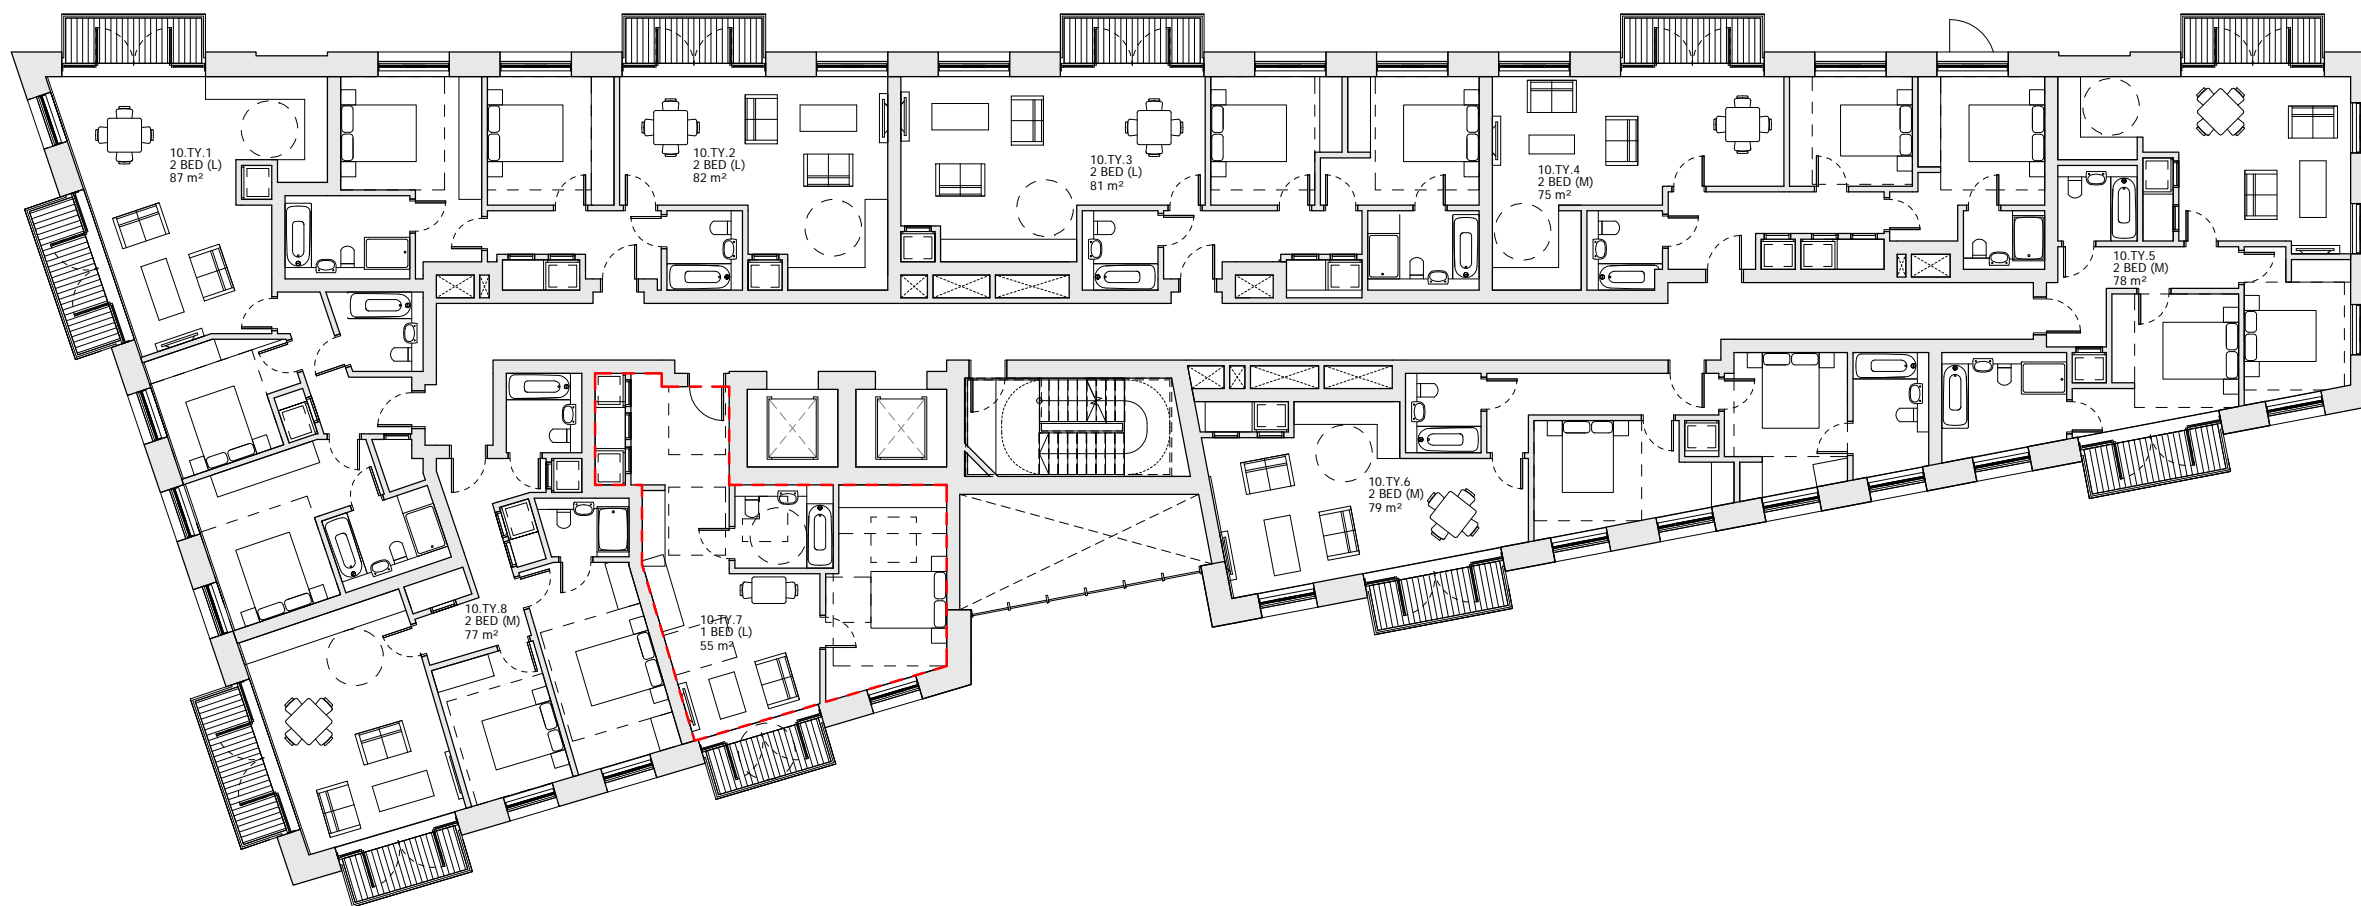 10.TY.1
2 BED (L)
87 m²
10.TY.2
2 BED (L)
82 m²
10.TY.3
2 BED (L)
81 m²
10.TY.4
2 BED (M)
75 m²
10.TY.5
2 BED (M)
78 m²
10.TY.6
2 BED (M)
79 m²
10.TY.7
1 BED (L)
55 m²
10.TY.8
2 BED (M)
77 m²